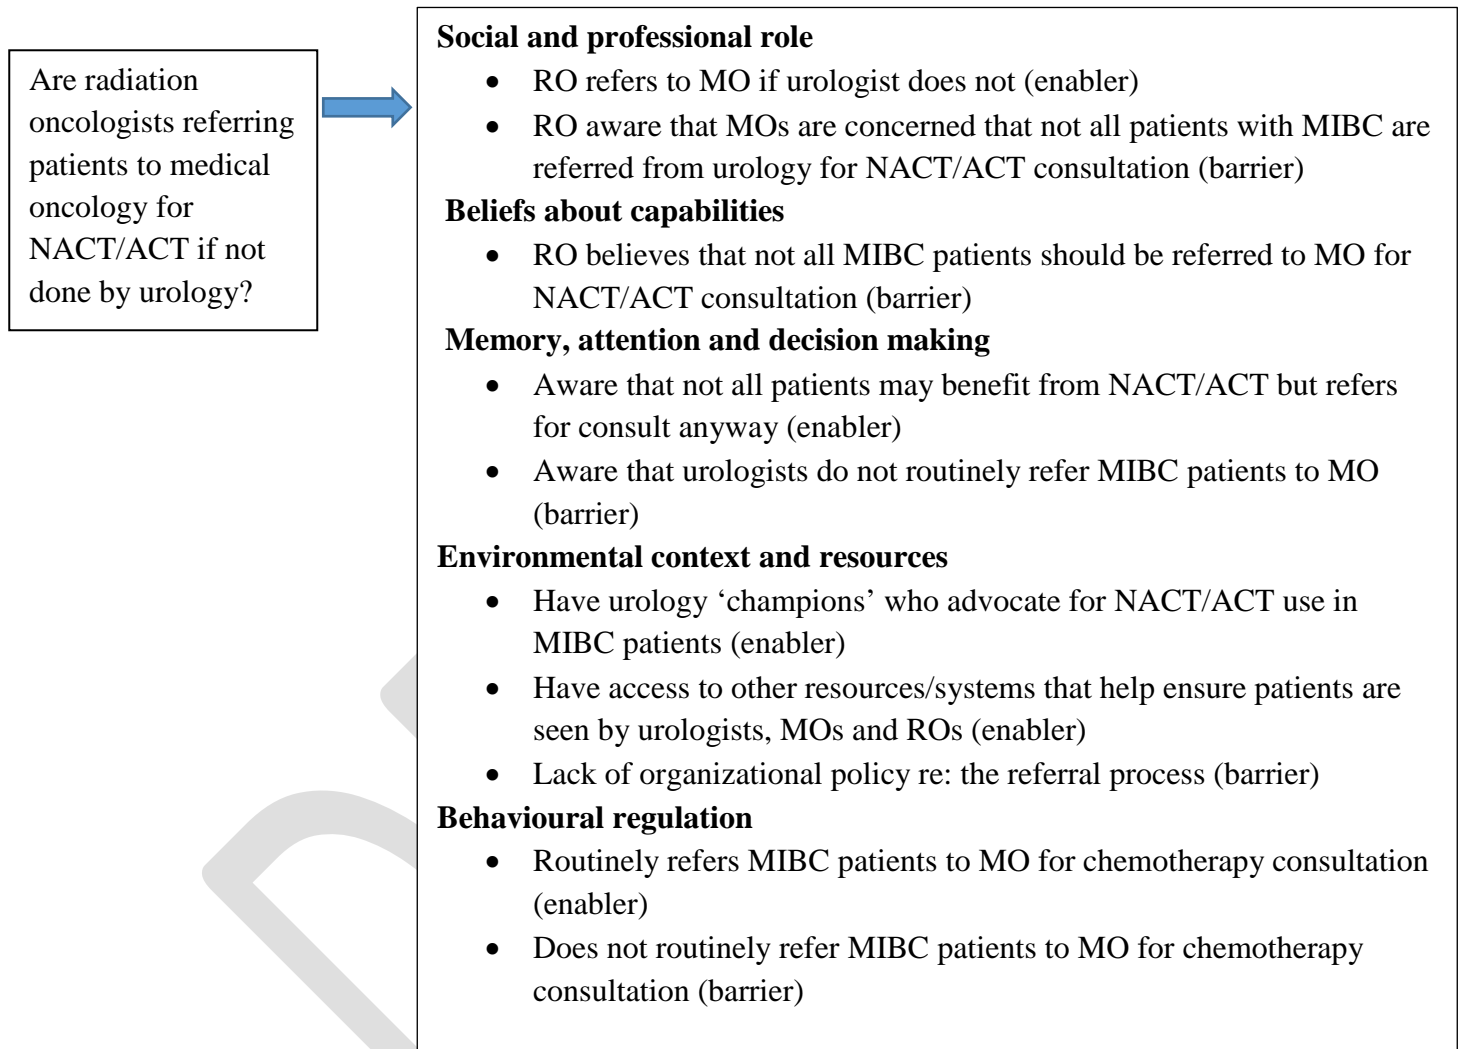 Are radiation
oncologists referring
patients to medical
oncology for
NACT/ACT if not
done by urology?
Social and professional role
• RO refers to MO if urologist does not (enabler)
• RO aware that MOs are concerned that not all patients with MIBC are
referred from urology for NACT/ACT consultation (barrier)
Beliefs about capabilities
• RO believes that not all MIBC patients should be referred to MO for
NACT/ACT consultation (barrier)
Memory, attention and decision making
• Aware that not all patients may benefit from NACT/ACT but refers
for consult anyway (enabler)
• Aware that urologists do not routinely refer MIBC patients to MO
(barrier)
Environmental context and resources
• Have urology ‘champions’ who advocate for NACT/ACT use in
MIBC patients (enabler)
• Have access to other resources/systems that help ensure patients are
seen by urologists, MOs and ROs (enabler)
• Lack of organizational policy re: the referral process (barrier)
Behavioural regulation
• Routinely refers MIBC patients to MO for chemotherapy consultation
(enabler)
• Does not routinely refer MIBC patients to MO for chemotherapy
consultation (barrier)